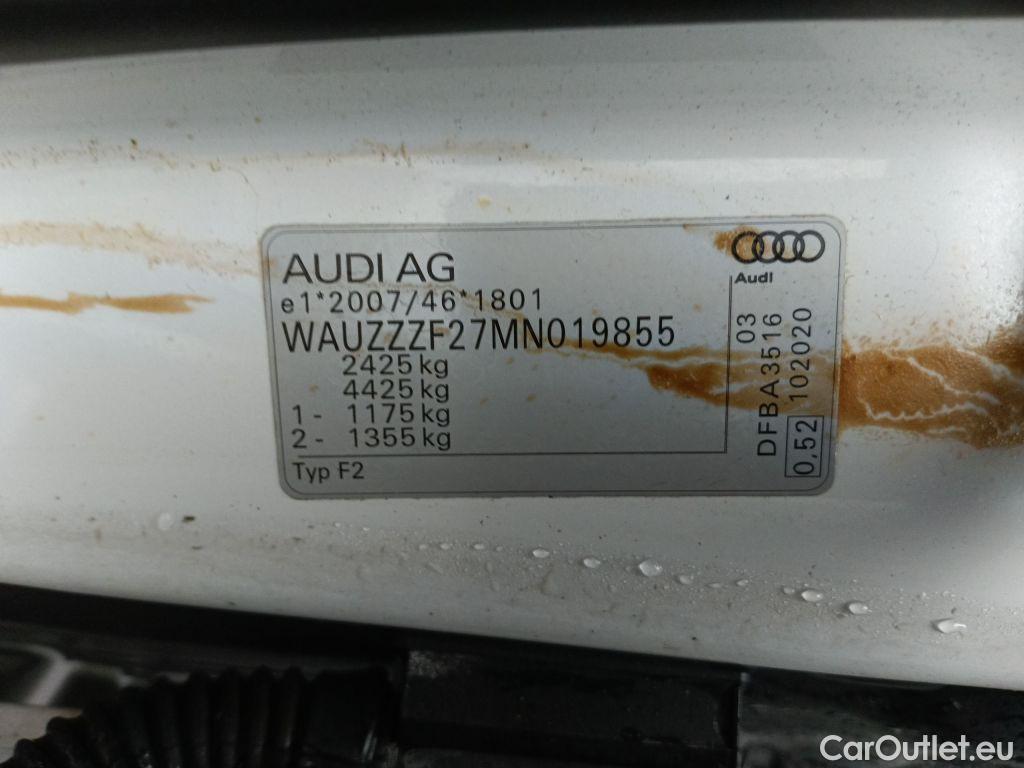 AUDI AG
e1*2007/46*1801
WAUZZZF27MN019855
2425 kg
4425 kg
1 - 1175 kg
2 - 1355 kg
Typ F2
Audi
DFBA3516 03
0,52 102020
CarOutlet.eu